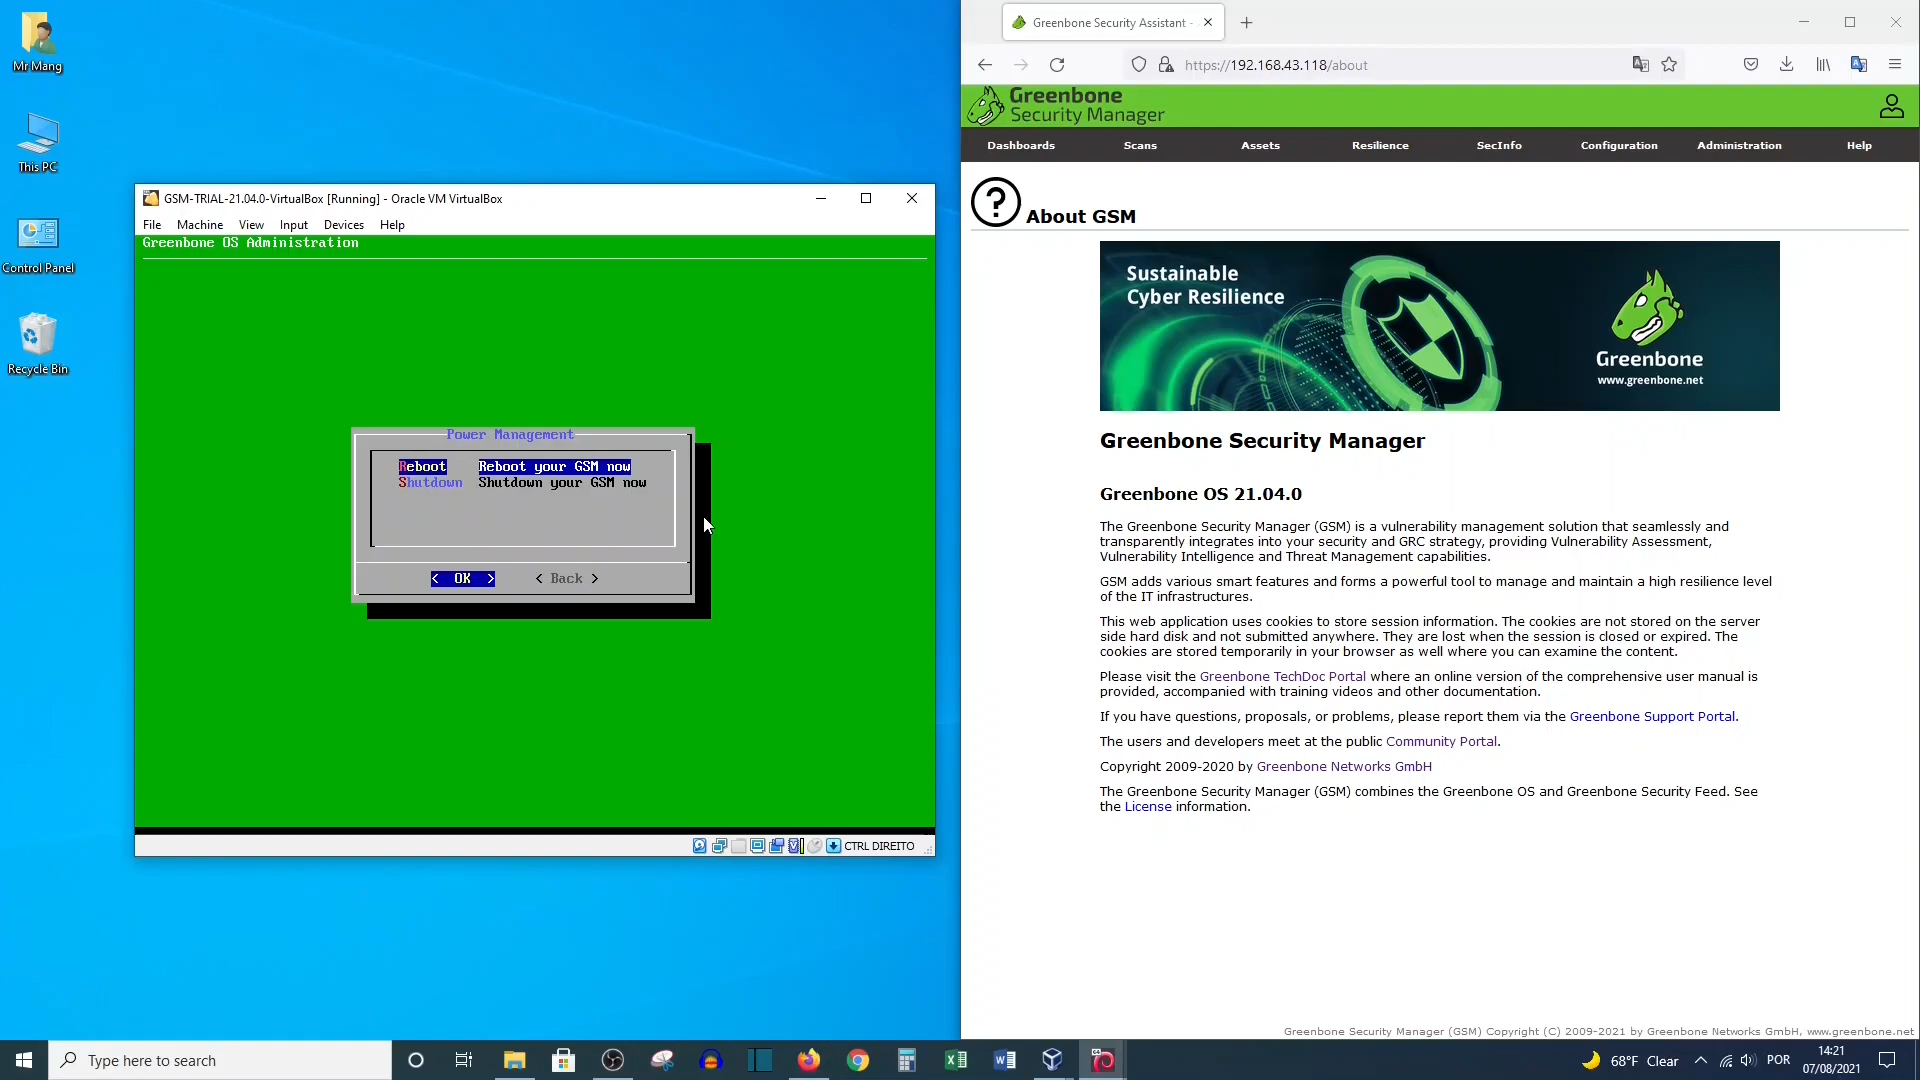 Mr Mang
This PC
Control Panel
Recycle Bin
GSM-TRIAL-21.04.0-VirtualBox [Running] - Oracle VM VirtualBox
File Machine View Input Devices Help
Greenbone OS Administration
Power Management
Reboot Reboot your GSM now
Shutdown Shutdown your GSM now
< OK > < Back >
CTRL DIREITO
Greenbone Security Assistant -
https://192.168.43.118/about
Greenbone
Security Manager
Dashboards Scans Assets Resilience SecInfo Configuration Administration Help
? About GSM
Sustainable
Cyber Resilience
Greenbone
www.greenbone.net
Greenbone Security Manager
Greenbone OS 21.04.0
The Greenbone Security Manager (GSM) is a vulnerability management solution that seamlessly and
transparently integrates into your security and GRC strategy, providing Vulnerability Assessment,
Vulnerability Intelligence and Threat Management capabilities.
GSM adds various smart features and forms a powerful tool to manage and maintain a high resilience level
of the IT infrastructures.
This web application uses cookies to store session information. The cookies are not stored on the server
side hard disk and not submitted anywhere. They are lost when the session is closed or expired. The
cookies are stored temporarily in your browser as well where you can examine the content.
Please visit the Greenbone TechDoc Portal where an online version of the comprehensive user manual is
provided, accompanied with training videos and other documentation.
If you have questions, proposals, or problems, please report them via the Greenbone Support Portal.
The users and developers meet at the public Community Portal.
Copyright 2009-2020 by Greenbone Networks GmbH
The Greenbone Security Manager (GSM) combines the Greenbone OS and Greenbone Security Feed. See
the License information.
Greenbone Security Manager (GSM) Copyright (C) 2009-2021 by Greenbone Networks GmbH, www.greenbone.net
Type here to search
68°F Clear
POR
14:21
07/08/2021